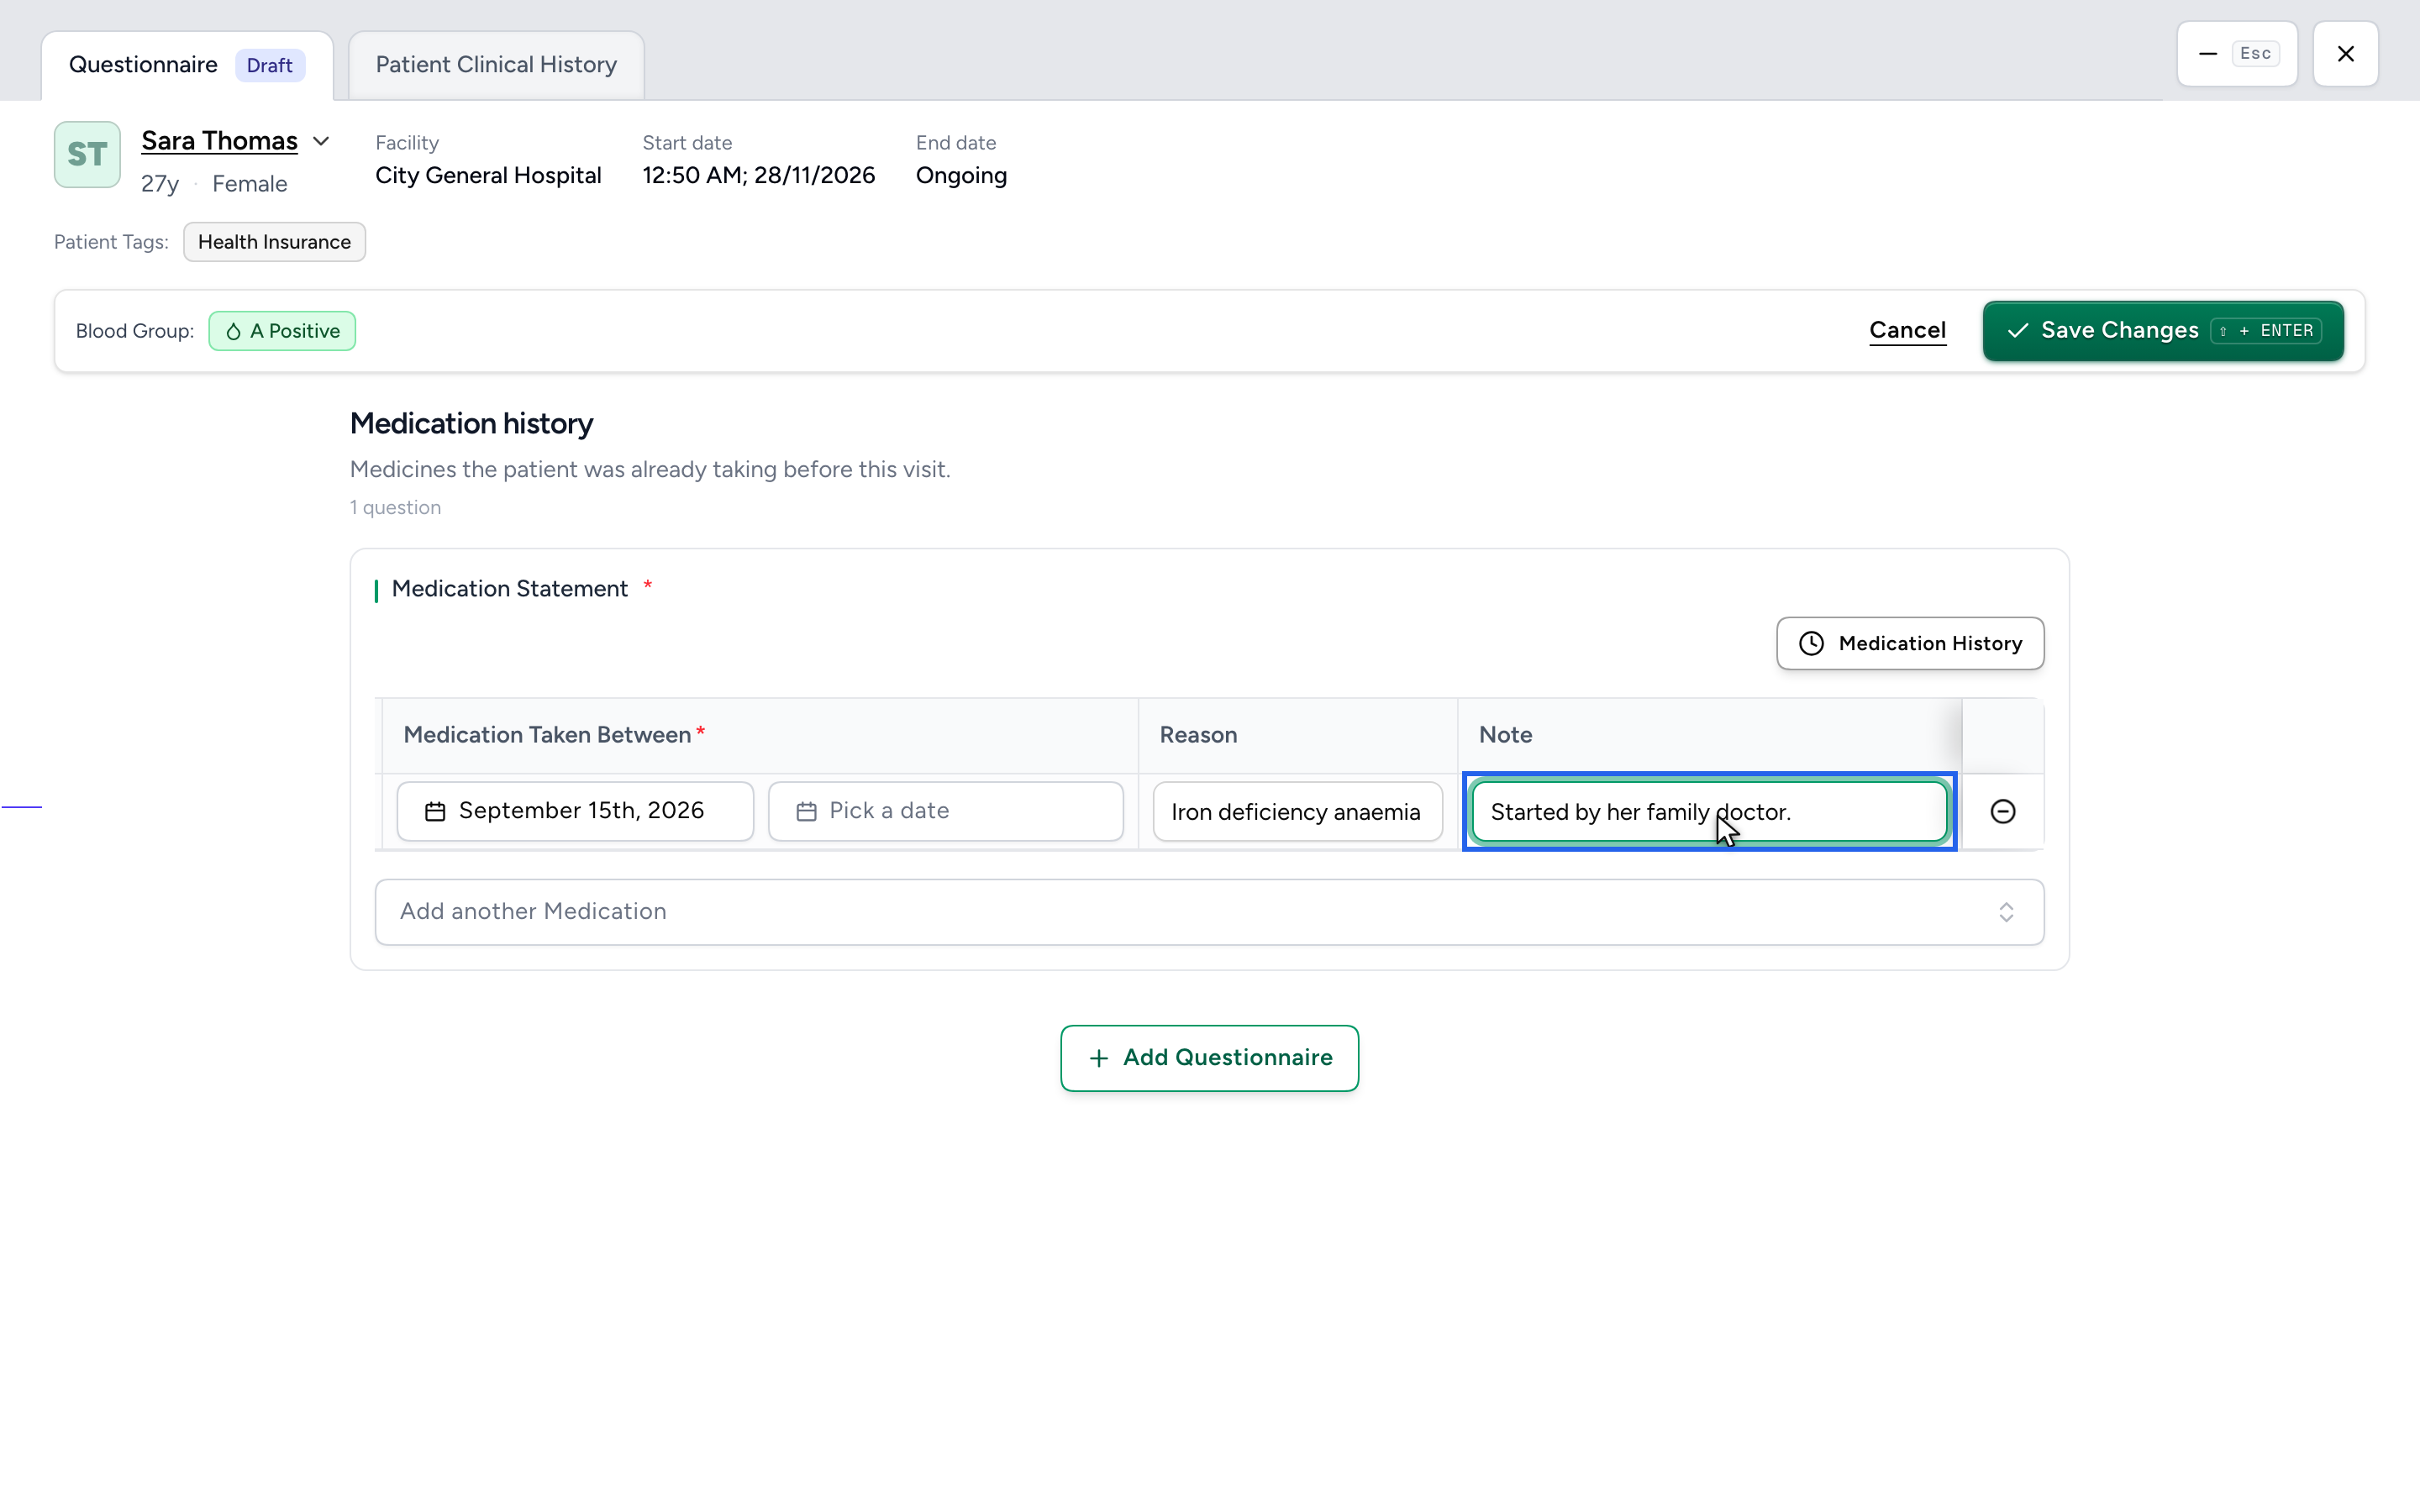 Questionnaire Draft Patient Clinical History Esc
ST Sara Thomas
27y · Female
Facility
City General Hospital
Start date
12:50 AM; 28/11/2026
End date
Ongoing
Patient Tags: Health Insurance
Blood Group: A Positive Cancel Save Changes ⇧ + ENTER
Medication history
Medicines the patient was already taking before this visit.
1 question
Medication Statement *
Medication History
Medication Taken Between* Reason Note
September 15th, 2026 Pick a date Iron deficiency anaemia Started by her family doctor.
Add another Medication
+ Add Questionnaire